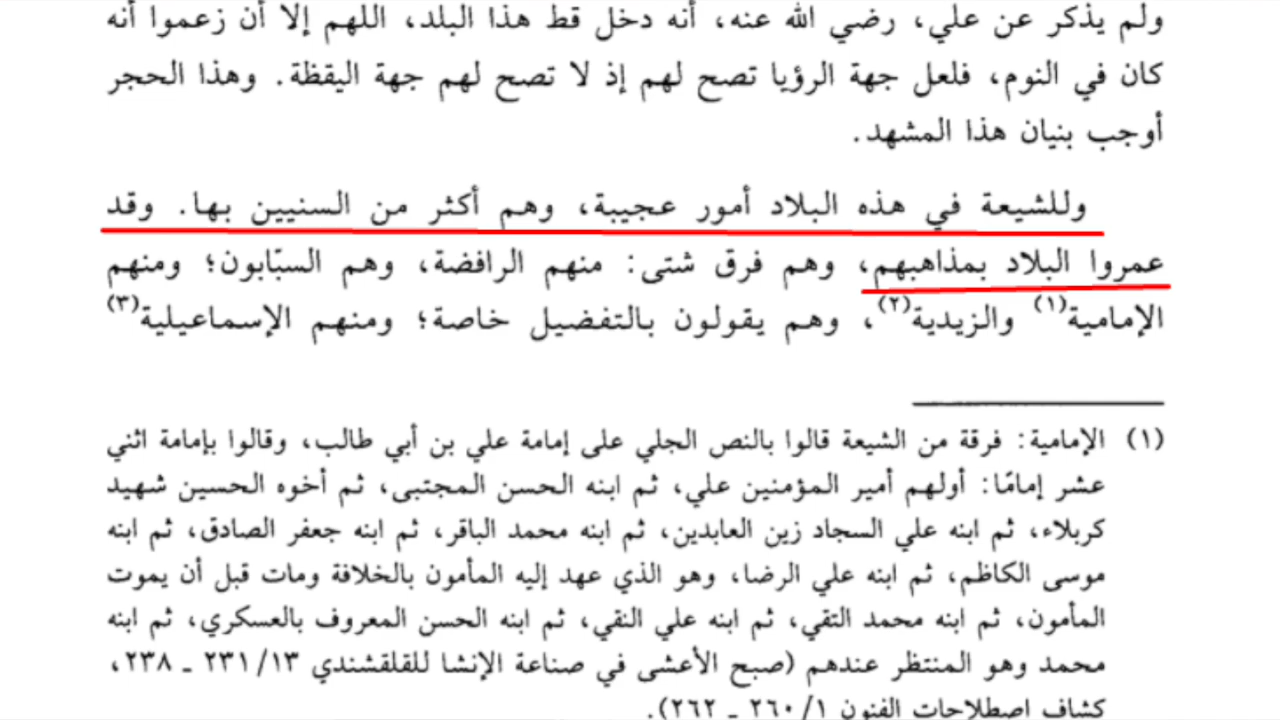 ولم يذكر عن علي، رضي الله عنه، أنه دخل قط هذا البلد، اللهم إلا أن زعموا أنه
كان في النوم، فلعل جهة الرؤيا تصح لهم إذ لا تصح لهم جهة اليقظة. وهذا الحجر
أوجب بنيان هذا المشهد.
وللشيعة في هذه البلاد أمور عجيبة، وهم أكثر من السنيين بها. وقد
عمروا البلاد بمذاهبهم، وهم فرق شتى: منهم الرافضة، وهم السبّابون؛ ومنهم
الإمامية(١) والزيدية(٢)، وهم يقولون بالتفضيل خاصة؛ ومنهم الإسماعيلية(٣)
(١) الإمامية: فرقة من الشيعة قالوا بالنص الجلي على إمامة علي بن أبي طالب، وقالوا بإمامة اثني
عشر إمامًا: أولهم أمير المؤمنين علي، ثم ابنه الحسن المجتبى، ثم أخوه الحسين شهيد
كربلاء، ثم ابنه علي السجاد زين العابدين، ثم ابنه محمد الباقر، ثم ابنه جعفر الصادق، ثم ابنه
موسى الكاظم، ثم ابنه علي الرضا، وهو الذي عهد إليه المأمون بالخلافة ومات قبل أن يموت
المأمون، ثم ابنه محمد التقي، ثم ابنه علي النقي، ثم ابنه الحسن المعروف بالعسكري، ثم ابنه
محمد وهو المنتظر عندهم (صبح الأعشى في صناعة الإنشا للقلقشندي ٢٣١/١٣ ـ ٢٣٨،
كشاف اصطلاحات الفنون ٢٦٠/١ ـ ٢٦٢).